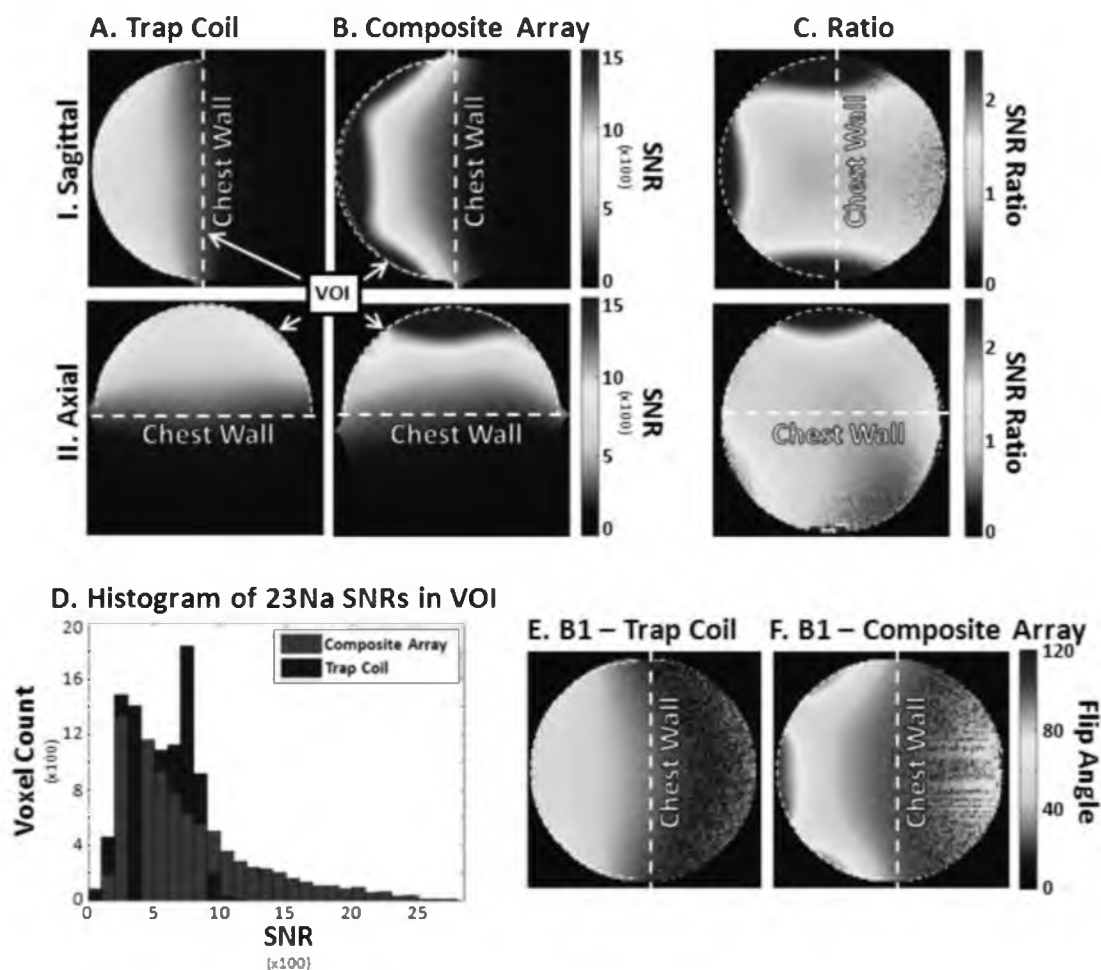 A. Trap Coil
B. Composite Array
C. Ratio
I. Sagittal
Chest Wall
Chest Wall
15
10
5
0
SNR
(x100)
Chest Wall
2
1
0
SNR Ratio
VOI
II. Axial
Chest Wall
Chest Wall
15
10
5
0
SNR
(x100)
Chest Wall
2
1
0
SNR Ratio
D. Histogram of 23Na SNRs in VOI
Voxel Count
(x100)
20
16
12
8
4
0
Composite Array
Trap Coil
0
5
10
15
20
25
SNR
(x100)
E. B1 – Trap Coil
F. B1 – Composite Array
Chest Wall
Chest Wall
120
80
40
0
Flip Angle